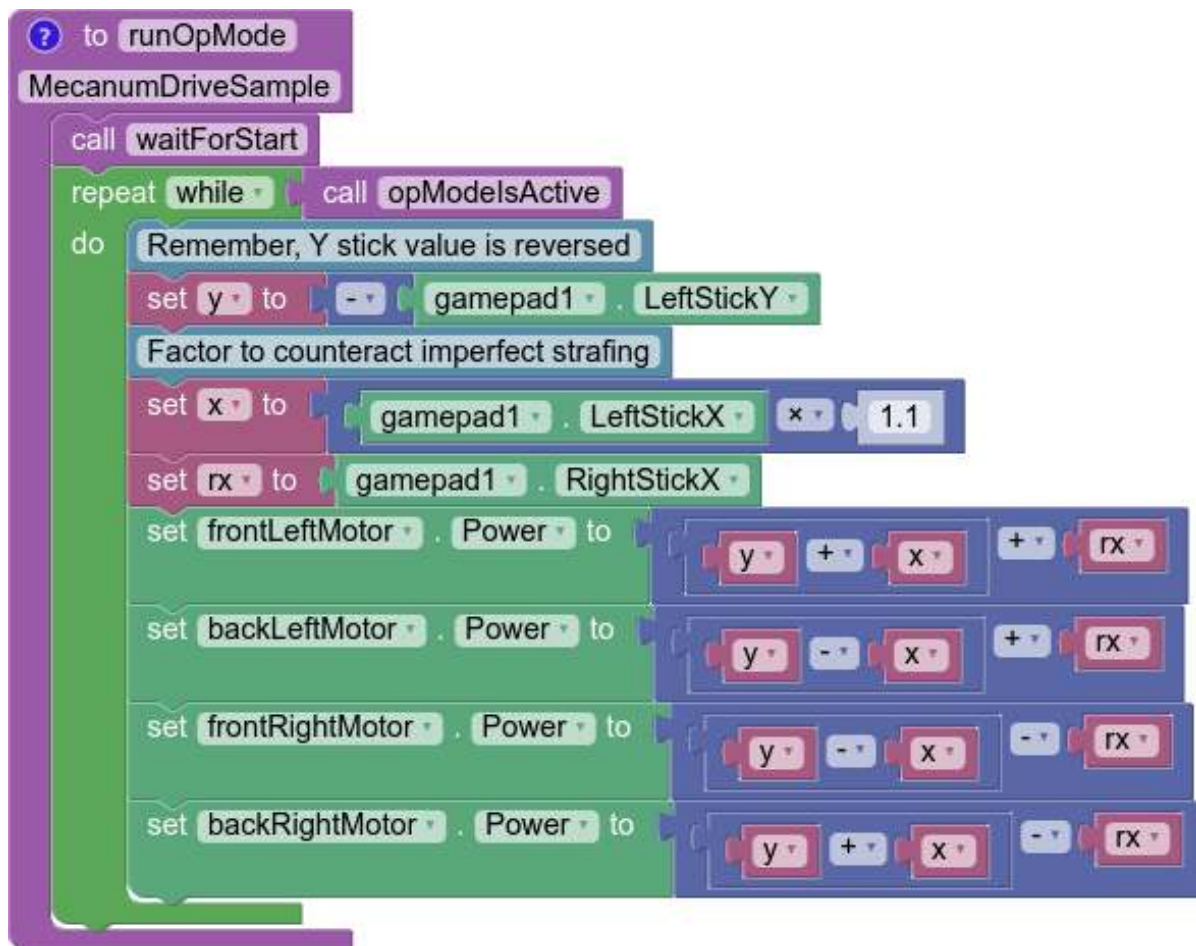 ? to runOpMode
MecanumDriveSample
call waitForStart
repeat while call opModeIsActive
do Remember, Y stick value is reversed
set y to - gamepad1 . LeftStickY
Factor to counteract imperfect strafing
set x to gamepad1 . LeftStickX × 1.1
set rx to gamepad1 . RightStickX
set frontLeftMotor . Power to y + x + rx
set backLeftMotor . Power to y - x + rx
set frontRightMotor . Power to y - x - rx
set backRightMotor . Power to y + x - rx